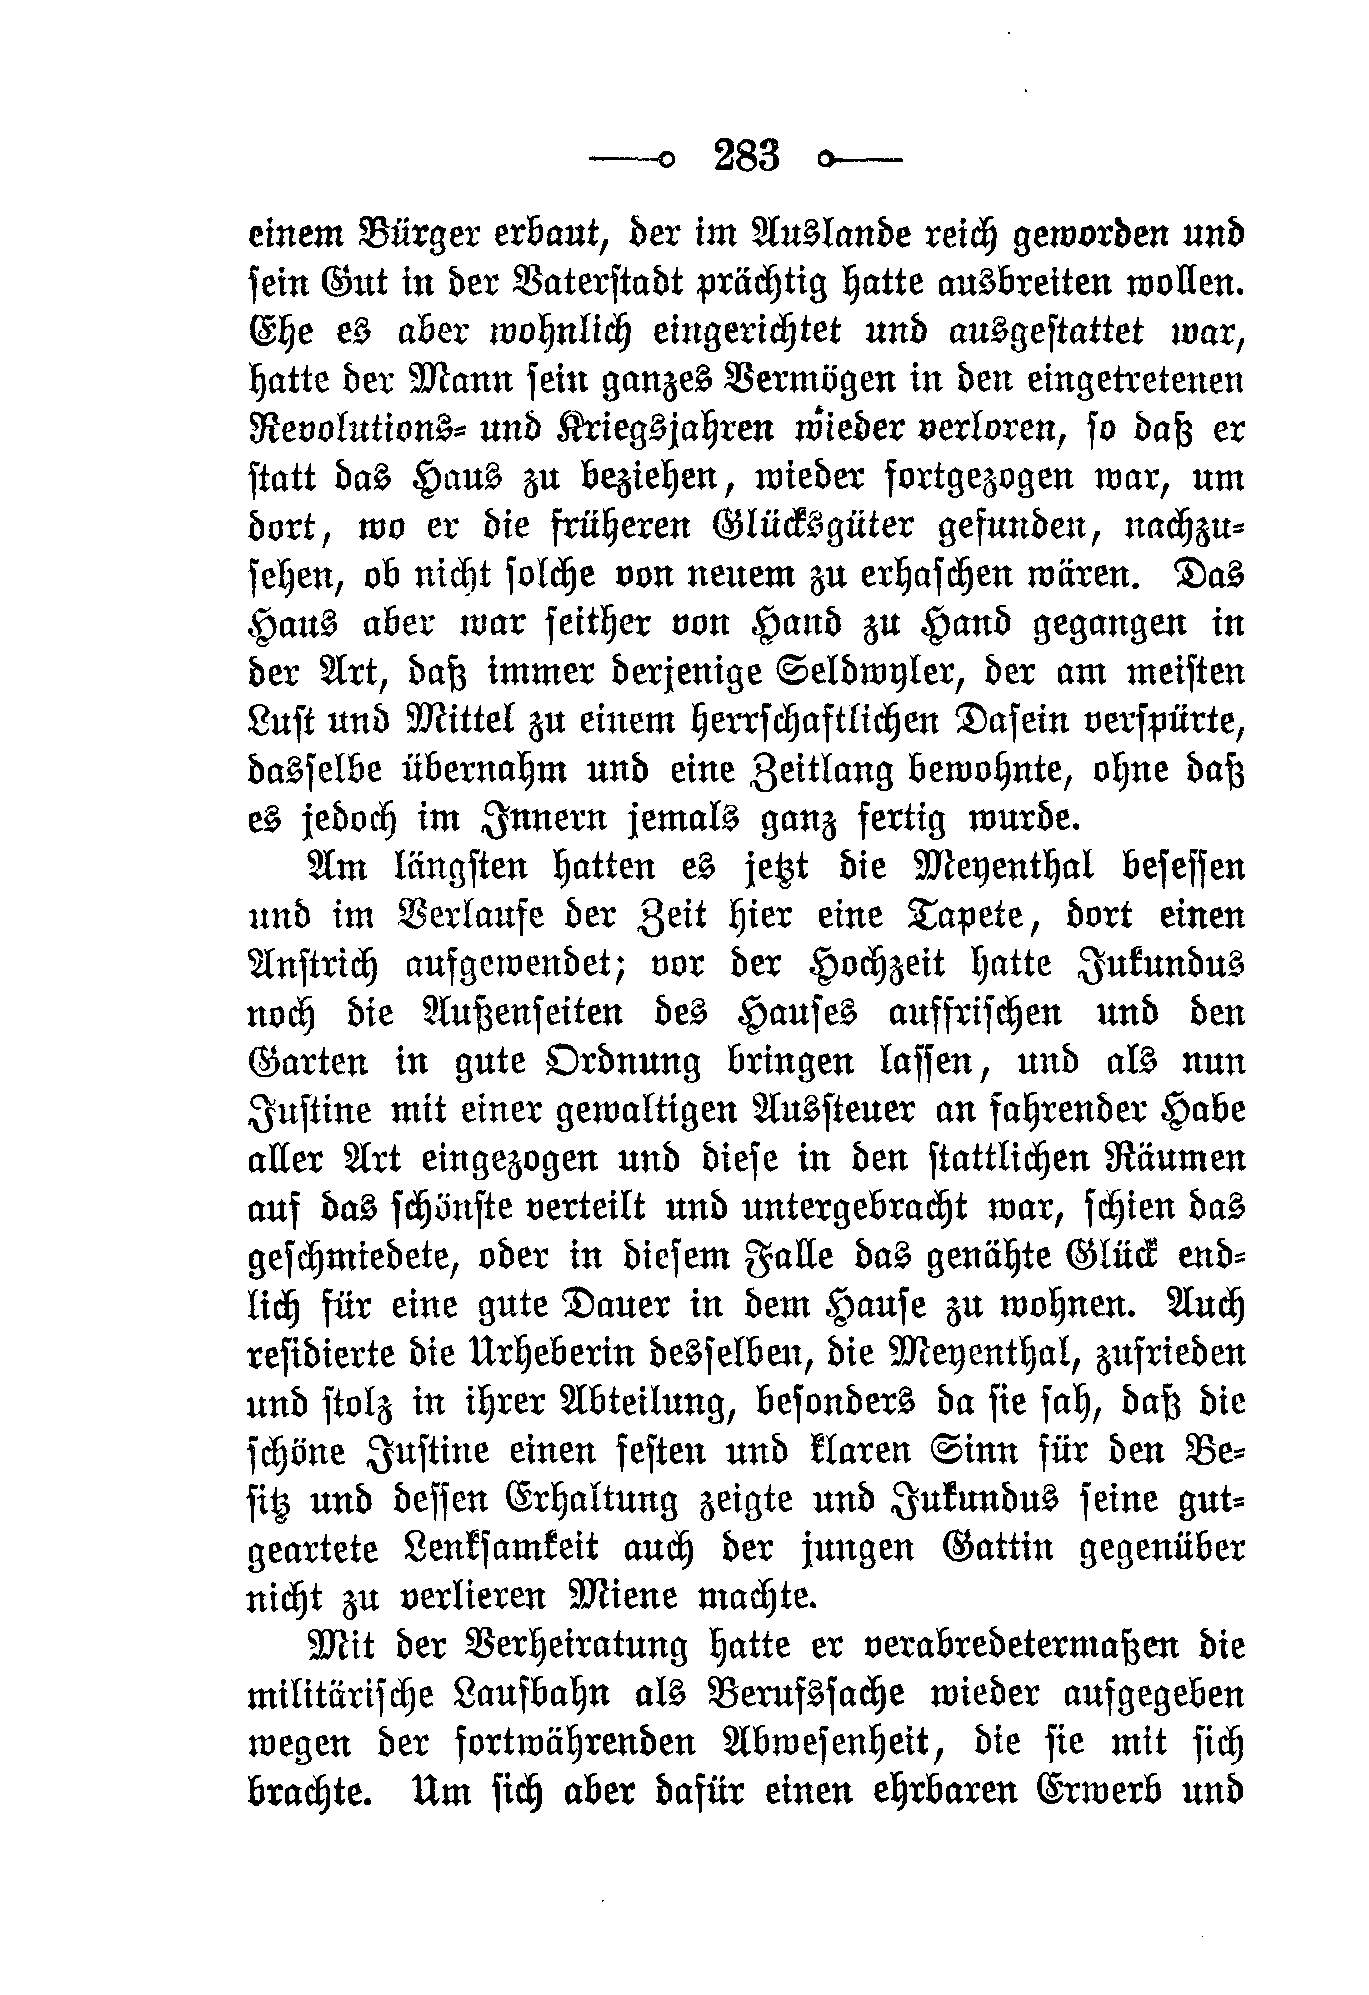 283
einem Bürger erbaut, der im Auslande reich geworden und
sein Gut in der Vaterstadt prächtig hatte ausbreiten wollen.
Ehe es aber wohnlich eingerichtet und ausgestattet war,
hatte der Mann sein ganzes Vermögen in den eingetretenen
Revolutions- und Kriegsjahren wieder verloren, so daß er
statt das Haus zu beziehen, wieder fortgezogen war, um
dort, wo er die früheren Glücksgüter gefunden, nachzu-
sehen, ob nicht solche von neuem zu erhaschen wären. Das
Haus aber war seither von Hand zu Hand gegangen in
der Art, daß immer derjenige Seldwyler, der am meisten
Lust und Mittel zu einem herrschaftlichen Dasein verspürte,
dasselbe übernahm und eine Zeitlang bewohnte, ohne daß
es jedoch im Innern jemals ganz fertig wurde.
Am längsten hatten es jetzt die Meyenthal besessen
und im Verlaufe der Zeit hier eine Tapete, dort einen
Anstrich aufgewendet; vor der Hochzeit hatte Jukundus
noch die Außenseiten des Hauses auffrischen und den
Garten in gute Ordnung bringen lassen, und als nun
Justine mit einer gewaltigen Aussteuer an fahrender Habe
aller Art eingezogen und diese in den stattlichen Räumen
auf das schönste verteilt und untergebracht war, schien das
geschmiedete, oder in diesem Falle das genähte Glück end-
lich für eine gute Dauer in dem Hause zu wohnen. Auch
residierte die Urheberin desselben, die Meyenthal, zufrieden
und stolz in ihrer Abteilung, besonders da sie sah, daß die
schöne Justine einen festen und klaren Sinn für den Be-
sitz und dessen Erhaltung zeigte und Jukundus seine gut-
geartete Lenksamkeit auch der jungen Gattin gegenüber
nicht zu verlieren Miene machte.
Mit der Verheiratung hatte er verabredetermaßen die
militärische Laufbahn als Berufssache wieder aufgegeben
wegen der fortwährenden Abwesenheit, die sie mit sich
brachte. Um sich aber dafür einen ehrbaren Erwerb und